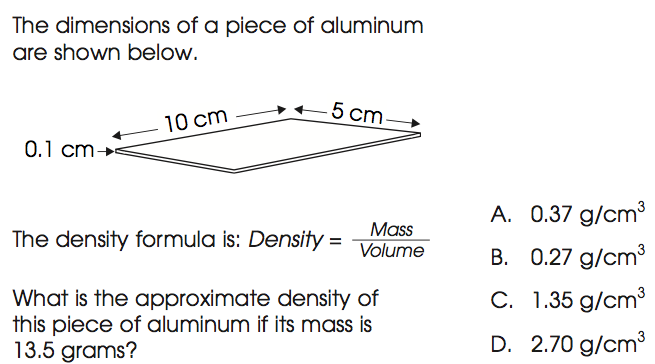 The dimensions of a piece of aluminum
are shown below.
10 cm
5 cm
0.1 cm
The density formula is: Density = Mass
Volume
What is the approximate density of
this piece of aluminum if its mass is
13.5 grams?
A. 0.37 g/cm³
B. 0.27 g/cm³
C. 1.35 g/cm³
D. 2.70 g/cm³